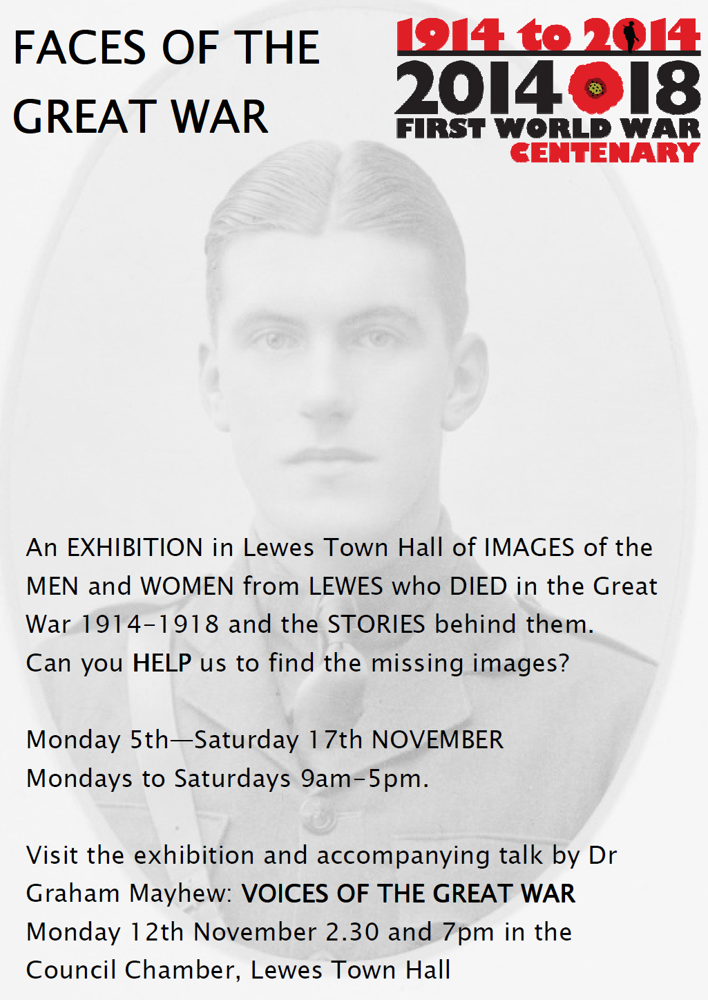 FACES OF THE
GREAT WAR
1914 to 2014
2014 18
FIRST WORLD WAR
CENTENARY
An EXHIBITION in Lewes Town Hall of IMAGES of the
MEN and WOMEN from LEWES who DIED in the Great
War 1914-1918 and the STORIES behind them.
Can you HELP us to find the missing images?
Monday 5th—Saturday 17th NOVEMBER
Mondays to Saturdays 9am-5pm.
Visit the exhibition and accompanying talk by Dr
Graham Mayhew: VOICES OF THE GREAT WAR
Monday 12th November 2.30 and 7pm in the
Council Chamber, Lewes Town Hall